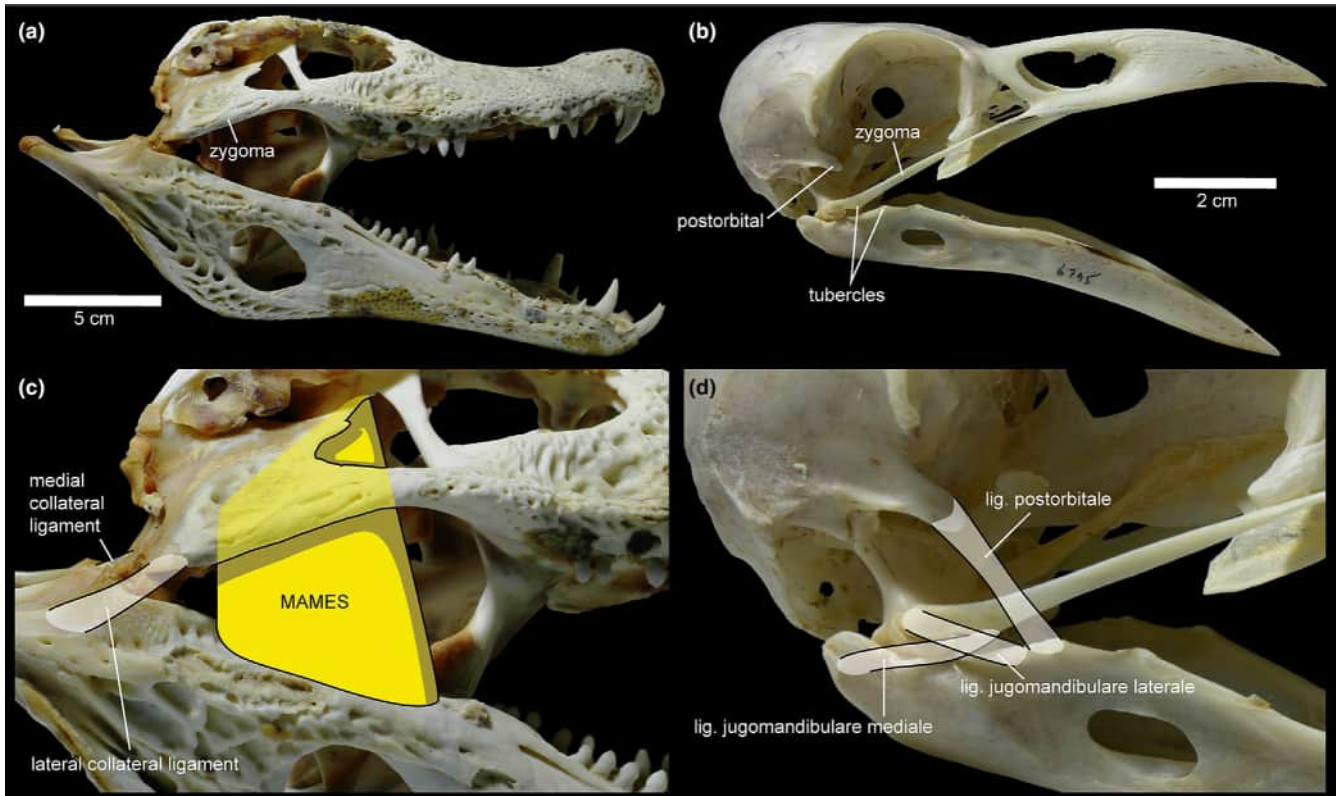 (a)
zygoma
5 cm
(b)
zygoma
postorbital
tubercles
2 cm
6795
(c)
medial
collateral
ligament
MAMES
lateral collateral ligament
(d)
lig. postorbitale
lig. jugomandibulare laterale
lig. jugomandibulare mediale